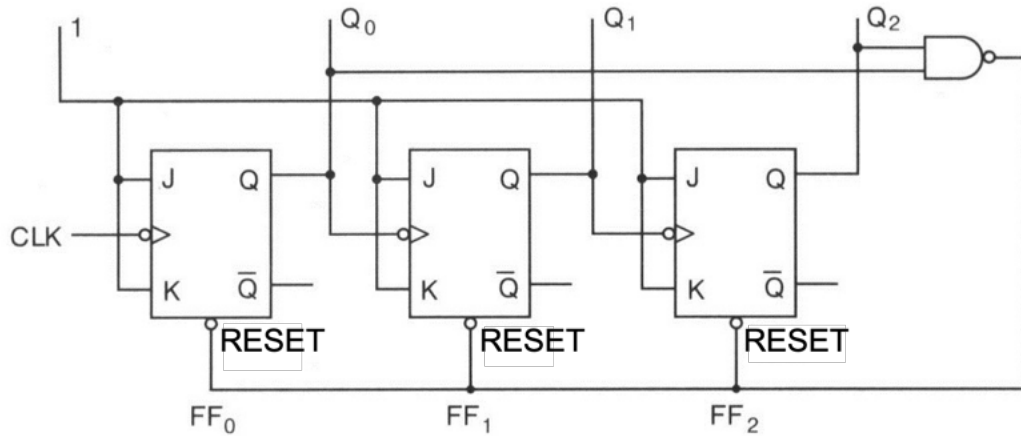 1 Q0 Q1 Q2
J Q J Q J Q
CLK
K Q̅ K Q̅ K Q̅
RESET RESET RESET
FF0 FF1 FF2